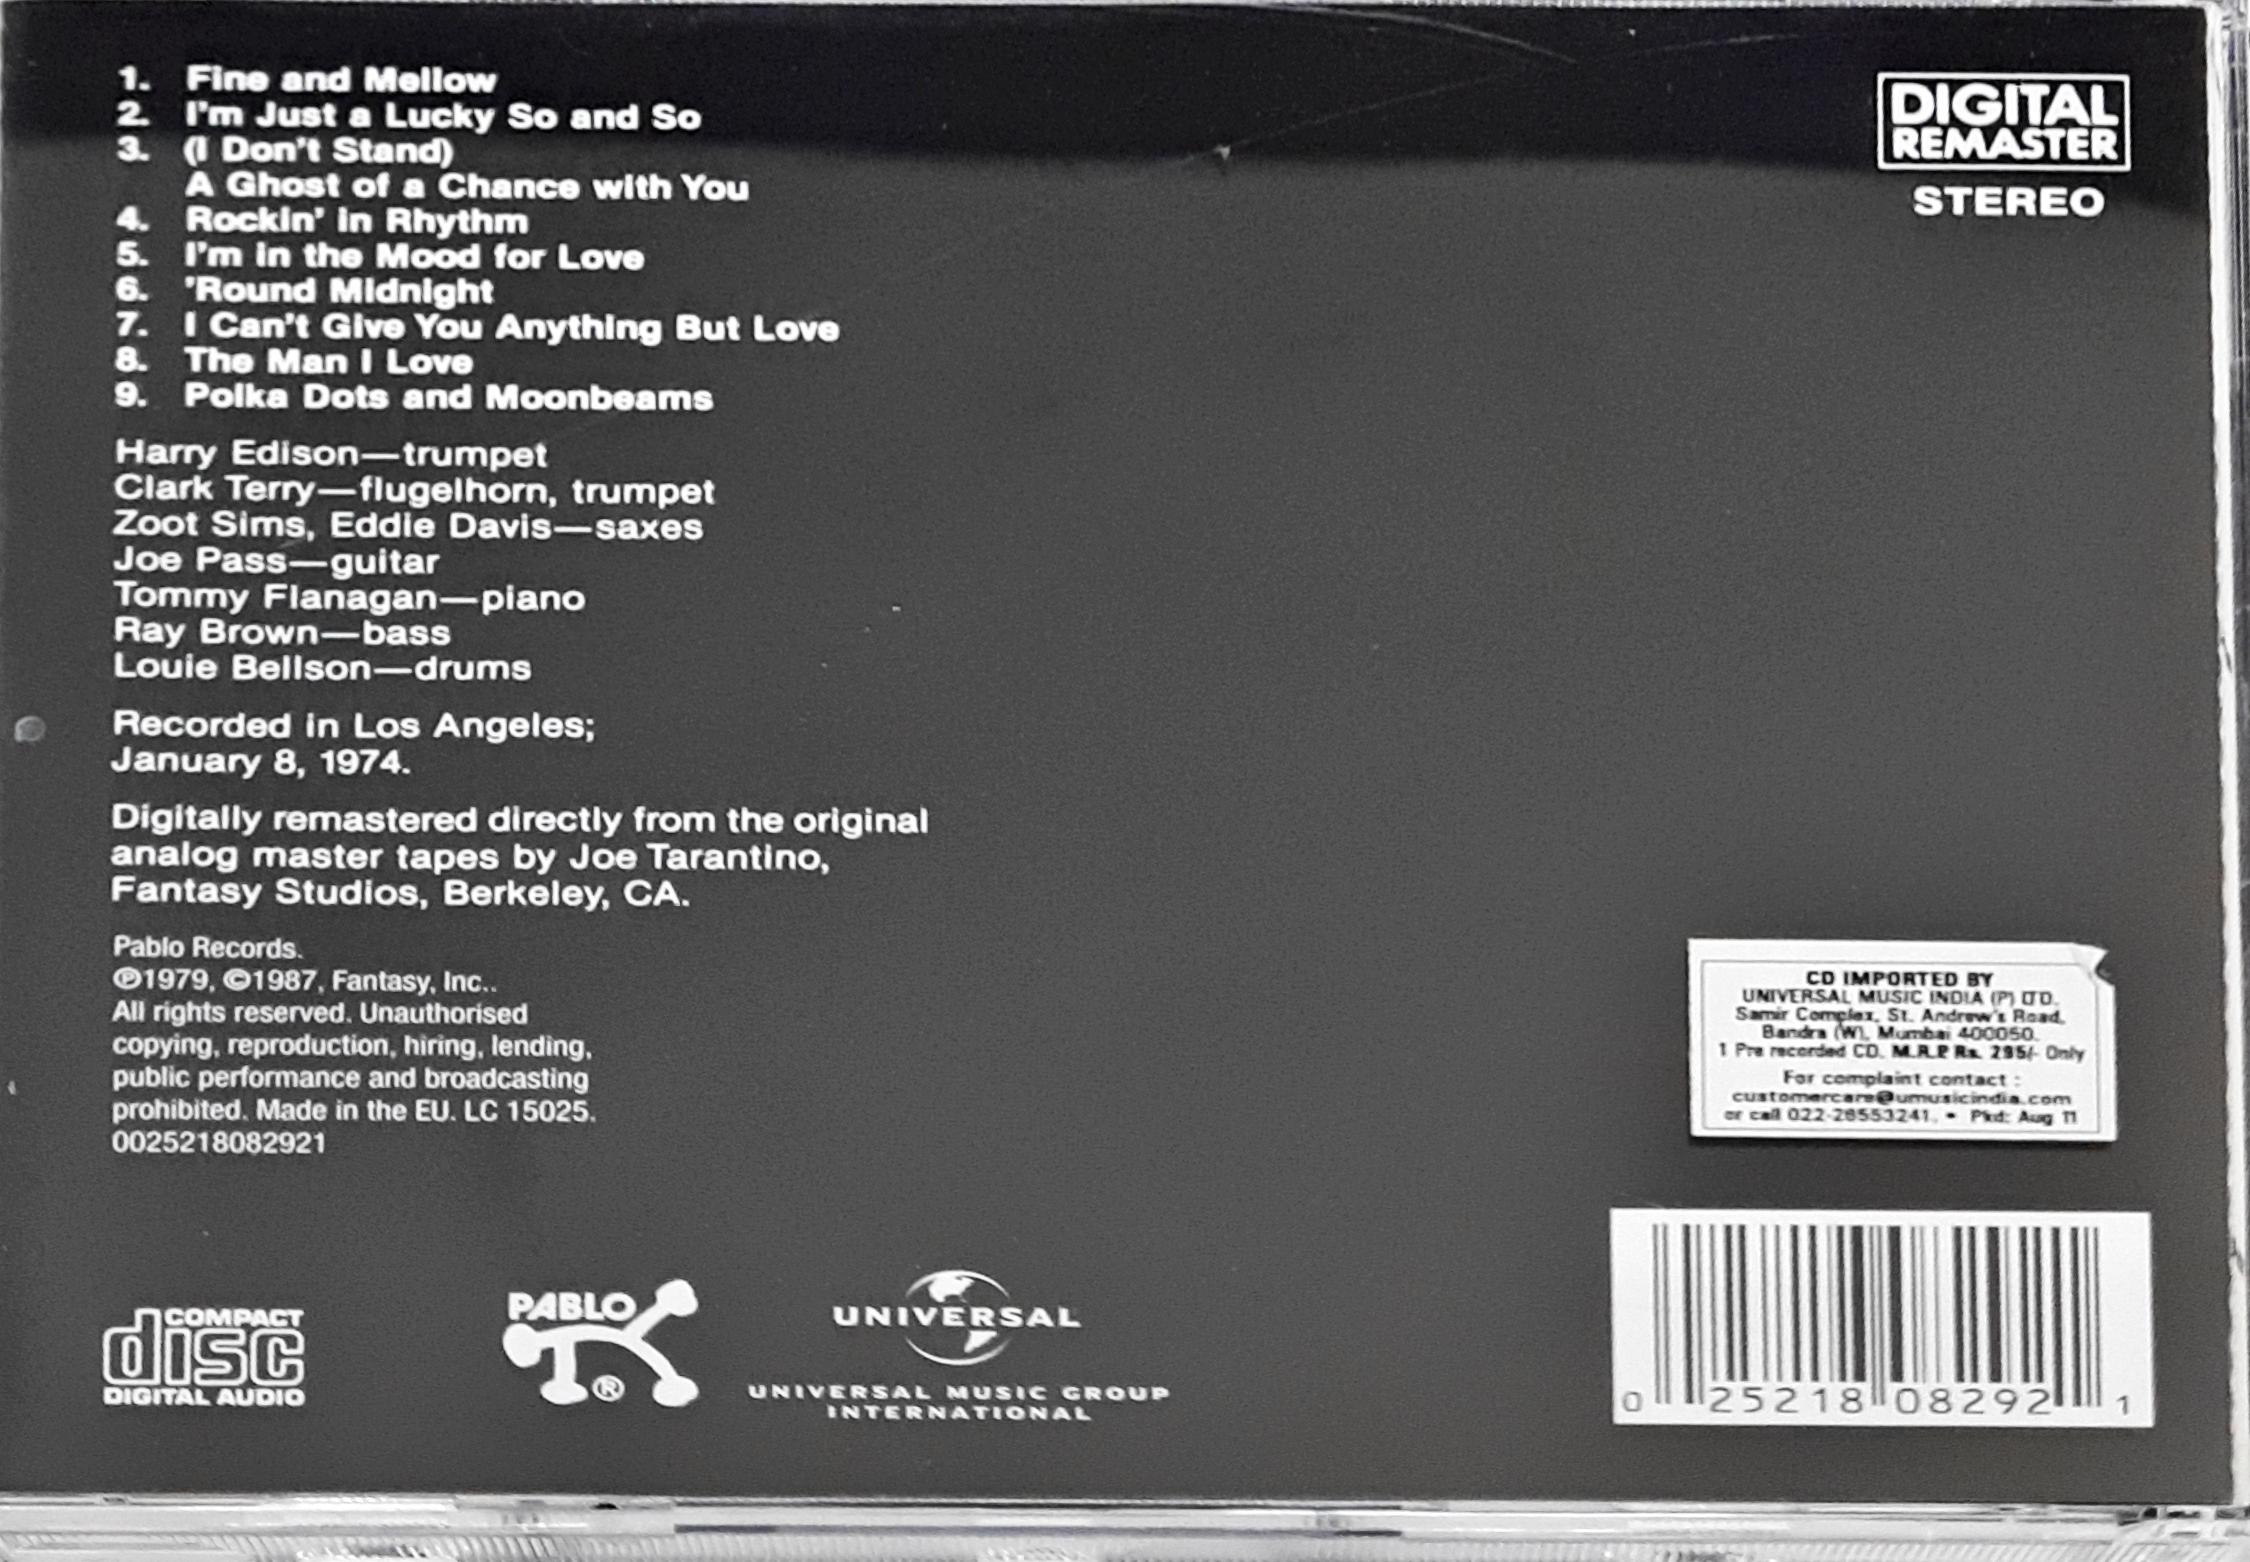 1. Fine and Mellow
2. I'm Just a Lucky So and So
3. (I Don't Stand)
A Ghost of a Chance with You
4. Rockin' in Rhythm
5. I'm in the Mood for Love
6. 'Round Midnight
7. I Can't Give You Anything But Love
8. The Man I Love
9. Polka Dots and Moonbeams
Harry Edison—trumpet
Clark Terry—flugelhorn, trumpet
Zoot Sims, Eddie Davis—saxes
Joe Pass—guitar
Tommy Flanagan—piano
Ray Brown—bass
Louie Bellson—drums
Recorded in Los Angeles;
January 8, 1974.
Digitally remastered directly from the original
analog master tapes by Joe Tarantino,
Fantasy Studios, Berkeley, CA.
Pablo Records.
℗1979, ©1987, Fantasy, Inc..
All rights reserved. Unauthorised
copying, reproduction, hiring, lending,
public performance and broadcasting
prohibited. Made in the EU. LC 15025.
0025218082921
COMPACT
disc
DIGITAL AUDIO
PABLO
®
UNIVERSAL
UNIVERSAL MUSIC GROUP
INTERNATIONAL
DIGITAL
REMASTER
STEREO
CD IMPORTED BY
UNIVERSAL MUSIC INDIA (P) LTD.
Samir Complex, St. Andrew's Road,
Bandra (W), Mumbai 400050.
1 Pre recorded CD. M.R.P. Rs. 295/- Only
For complaint contact :
customercare@umusicindia.com
or call 022-26553241. • Pkd: Aug 11
0 25218 08292 1